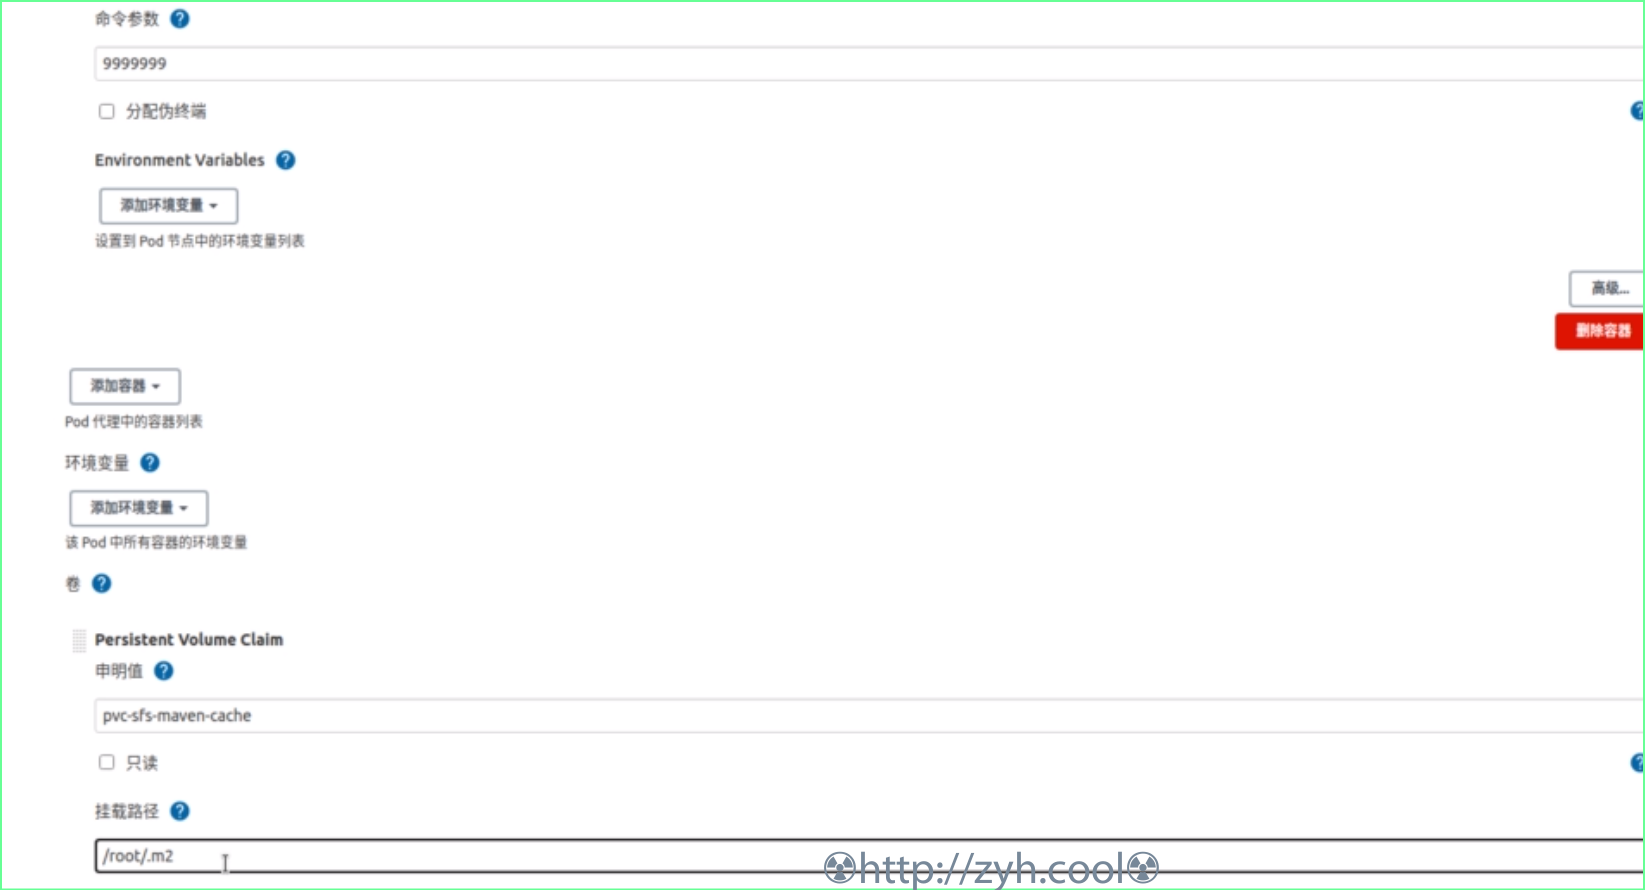 命令参数
9999999
分配伪终端
Environment Variables
添加环境变量
设置到 Pod 节点中的环境变量列表
高级...
删除容器
添加容器
Pod 代理中的容器列表
环境变量
添加环境变量
该 Pod 中所有容器的环境变量
卷
Persistent Volume Claim
申明值
pvc-sfs-maven-cache
只读
挂载路径
/root/.m2
☢http://zyh.cool☢